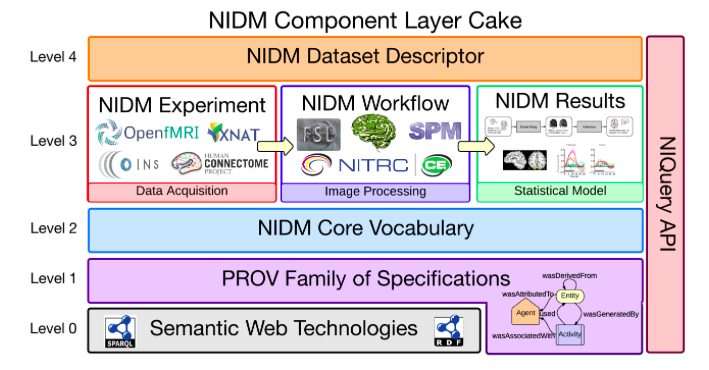 NIDM Component Layer Cake
Level 4
NIDM Dataset Descriptor
Level 3
NIDM Experiment
OpenfMRI
XNAT
COINS
HUMAN
CONNECTOME
PROJECT
Data Acquisition
NIDM Workflow
FSL
SPM
NITRC
CE
Image Processing
NIDM Results
Statistical Model
Level 2
NIDM Core Vocabulary
Level 1
PROV Family of Specifications
wasDerivedFrom
wasAttributedTo
Entity
Agent
used
wasGeneratedBy
wasAssociatedWith
Activity
Level 0
SPARQL
Semantic Web Technologies
RDF
NIQuery API